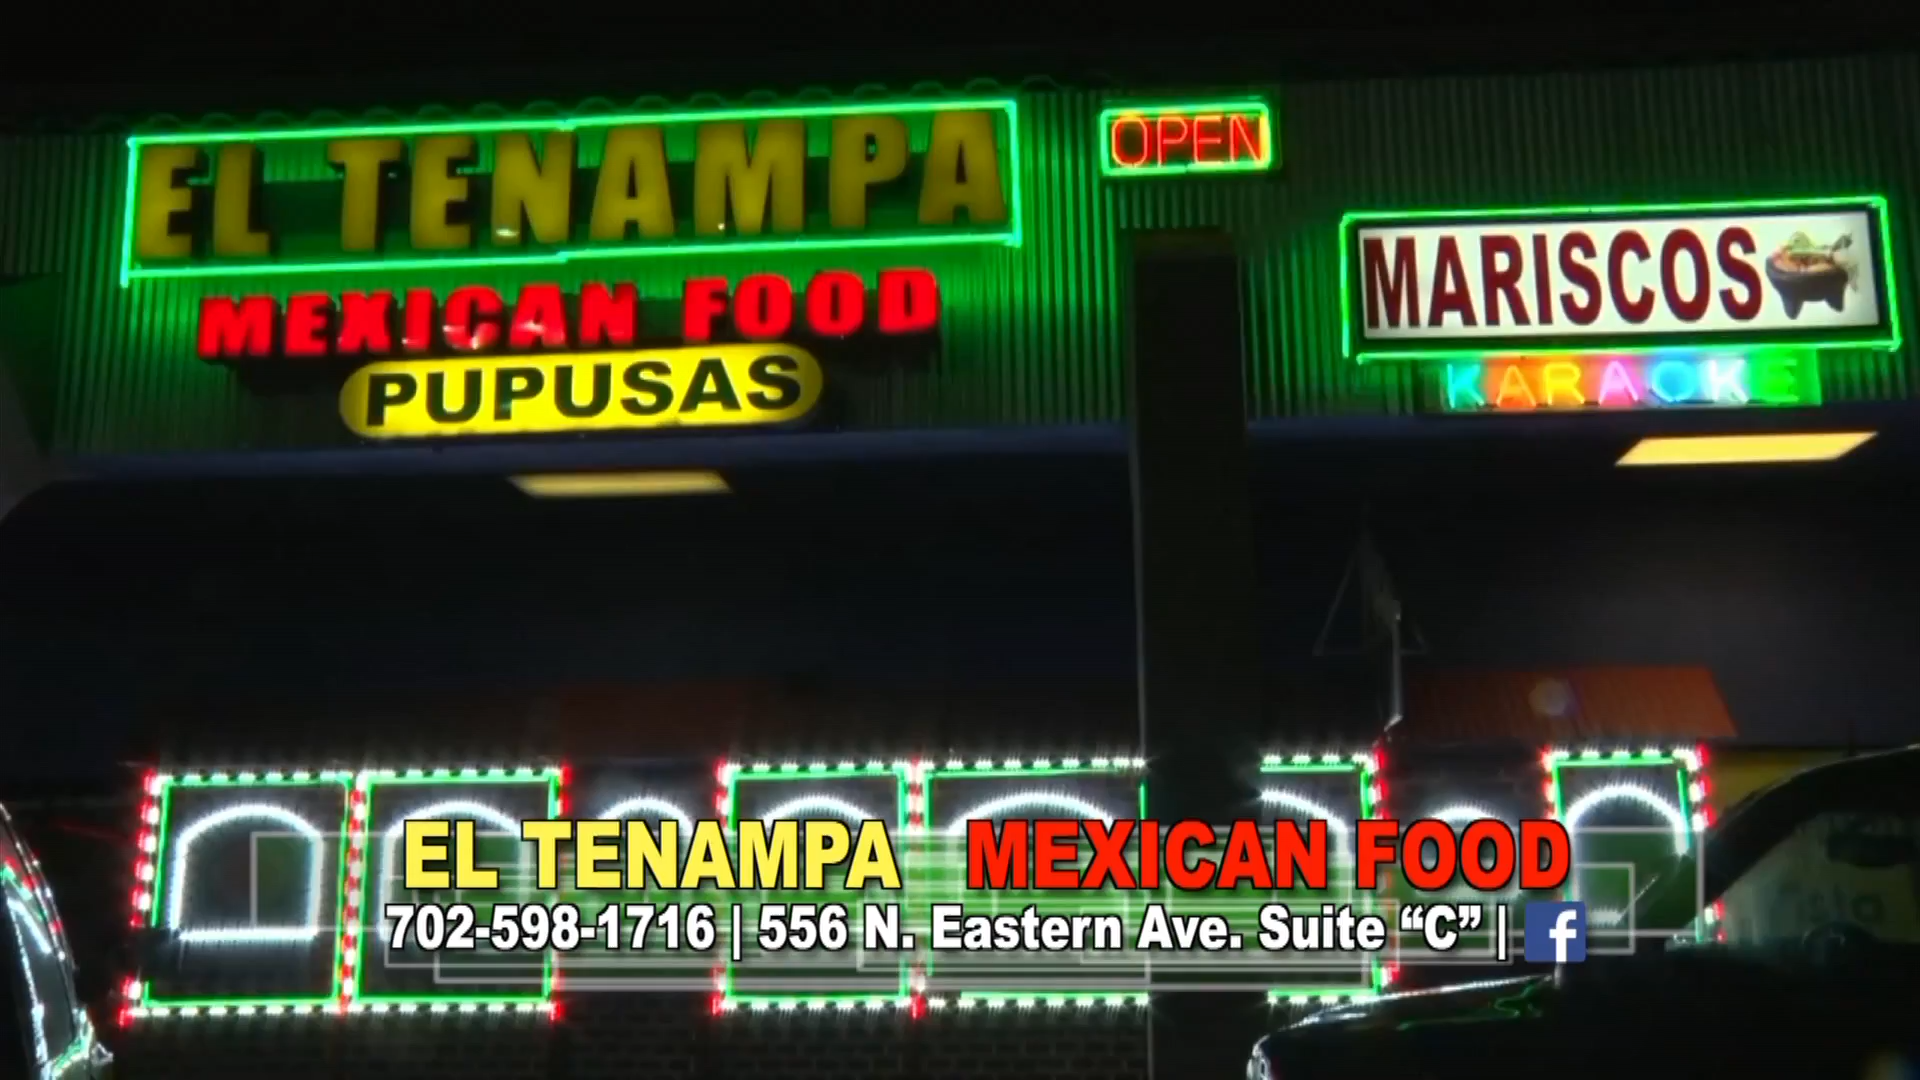 EL TENAMPA
OPEN
MEXICAN FOOD
PUPUSAS
MARISCOS
KARAOKE
EL TENAMPA MEXICAN FOOD
702-598-1716 | 556 N. Eastern Ave. Suite “C” | f